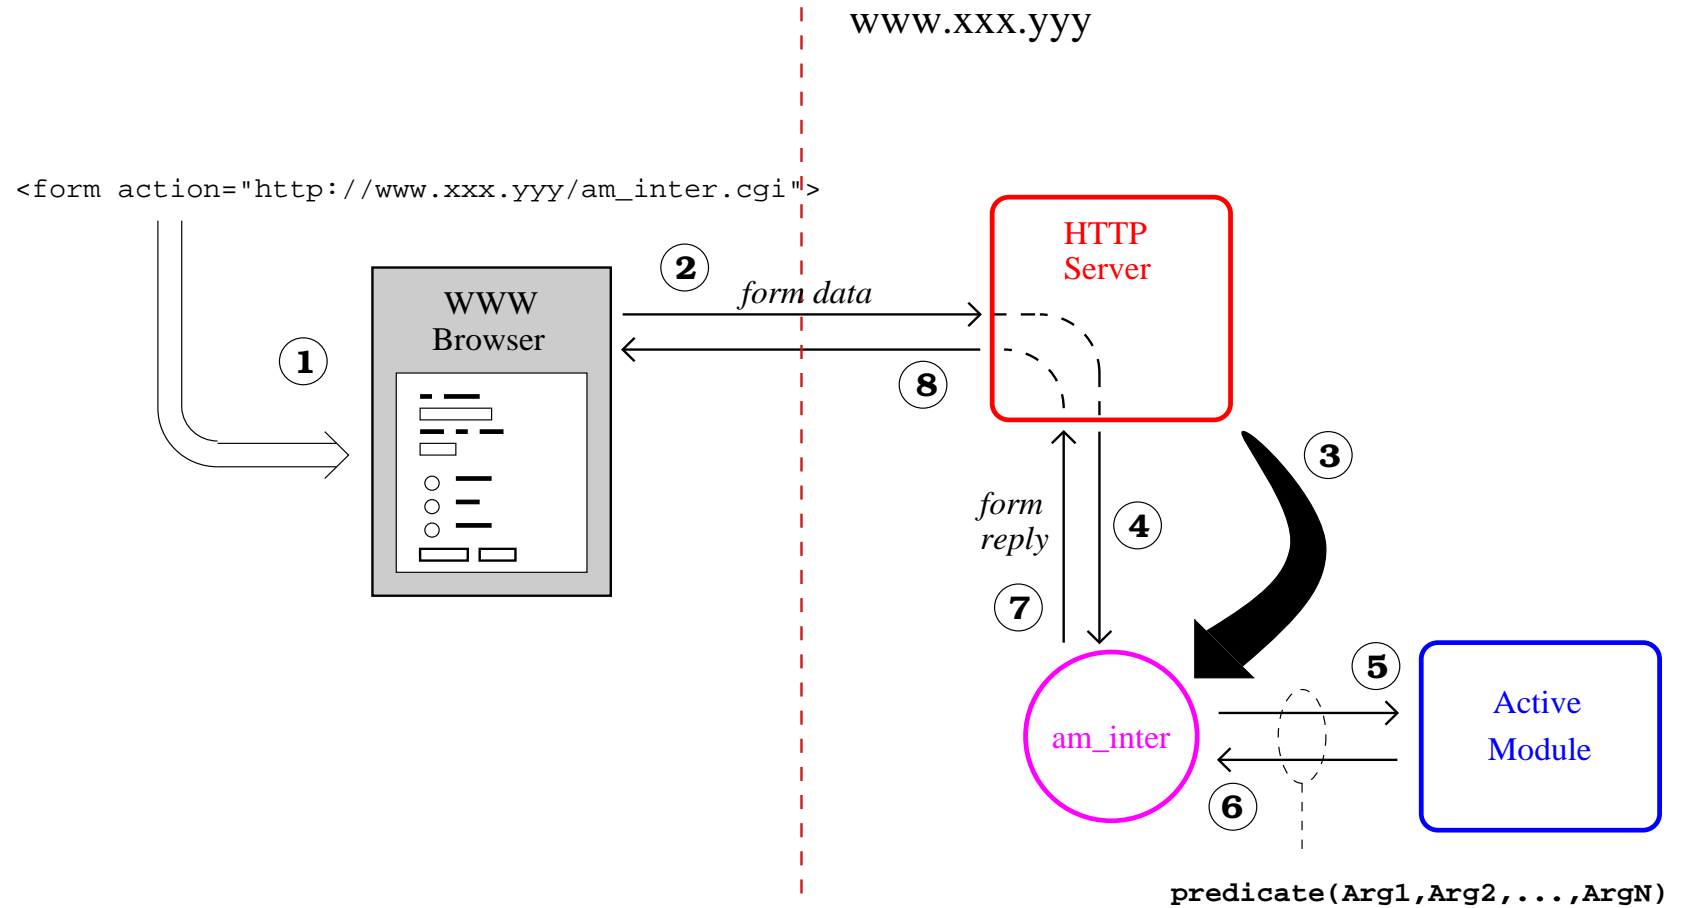 www.xxx.yyy
<form action="http://www.xxx.yyy/am_inter.cgi">
HTTP
Server
WWW
Browser
2
form data
1
8
3
form
reply
4
7
5
Active
Module
am_inter
6
predicate(Arg1,Arg2,...,ArgN)